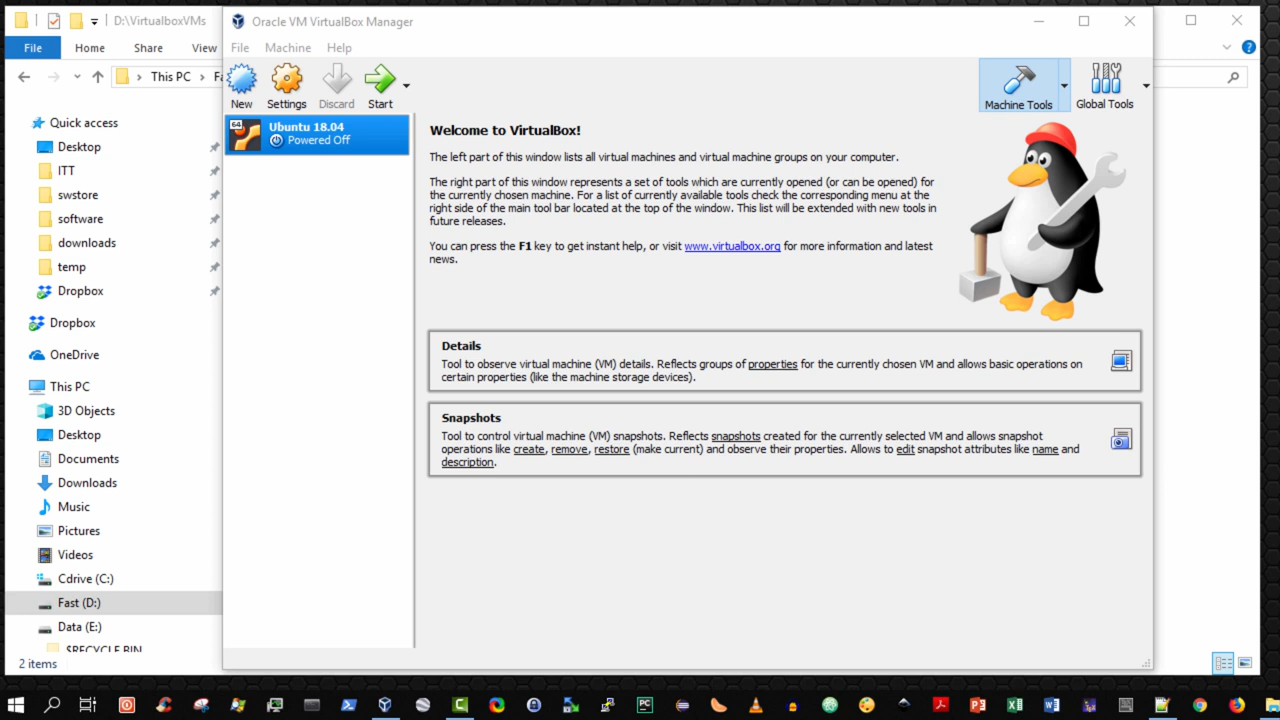 D:\VirtualboxVMs
Oracle VM VirtualBox Manager
File
Home
Share
View
File
Machine
Help
This PC
New
Settings
Discard
Start
Machine Tools
Global Tools
Quick access
Desktop
ITT
swstore
software
downloads
temp
Dropbox
Dropbox
OneDrive
This PC
3D Objects
Desktop
Documents
Downloads
Music
Pictures
Videos
Cdrive (C:)
Fast (D:)
Data (E:)
$RECYCLE.BIN
2 items
64
Ubuntu 18.04
Powered Off
Welcome to VirtualBox!
The left part of this window lists all virtual machines and virtual machine groups on your computer.
The right part of this window represents a set of tools which are currently opened (or can be opened) for
the currently chosen machine. For a list of currently available tools check the corresponding menu at the
right side of the main tool bar located at the top of the window. This list will be extended with new tools in
future releases.
You can press the F1 key to get instant help, or visit www.virtualbox.org for more information and latest
news.
Details
Tool to observe virtual machine (VM) details. Reflects groups of properties for the currently chosen VM and allows basic operations on
certain properties (like the machine storage devices).
Snapshots
Tool to control virtual machine (VM) snapshots. Reflects snapshots created for the currently selected VM and allows snapshot
operations like create, remove, restore (make current) and observe their properties. Allows to edit snapshot attributes like name and
description.